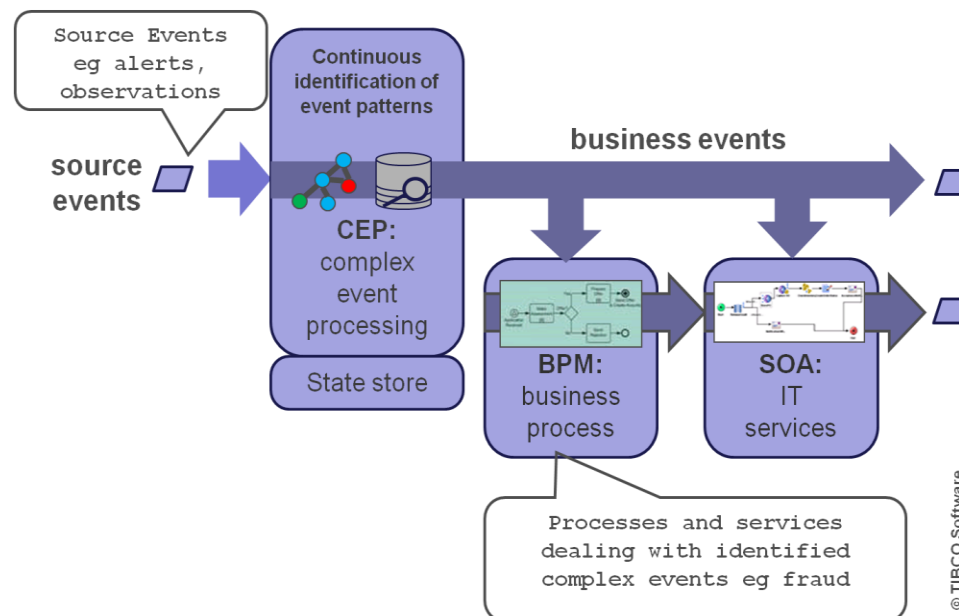 Source Events
eg alerts,
observations
Continuous
identification of
event patterns
business events
source
events
CEP:
complex
event
processing
State store
BPM:
business
process
SOA:
IT
services
Processes and services
dealing with identified
complex events eg fraud
© TIBCO Software